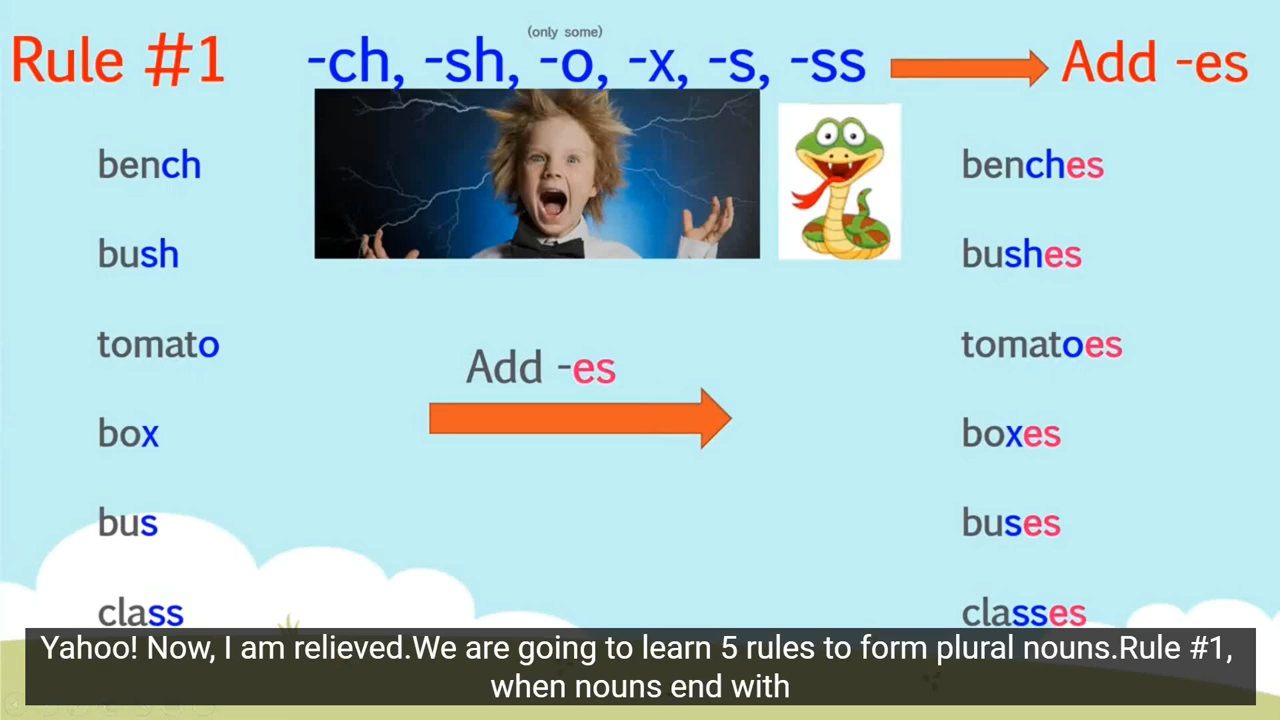 (only some)
Rule #1 -ch, -sh, -o, -x, -s, -ss Add -es
bench benches
bush bushes
tomato tomatoes
Add -es
box boxes
bus buses
class classes
Yahoo! Now, I am relieved.We are going to learn 5 rules to form plural nouns.Rule #1,
when nouns end with